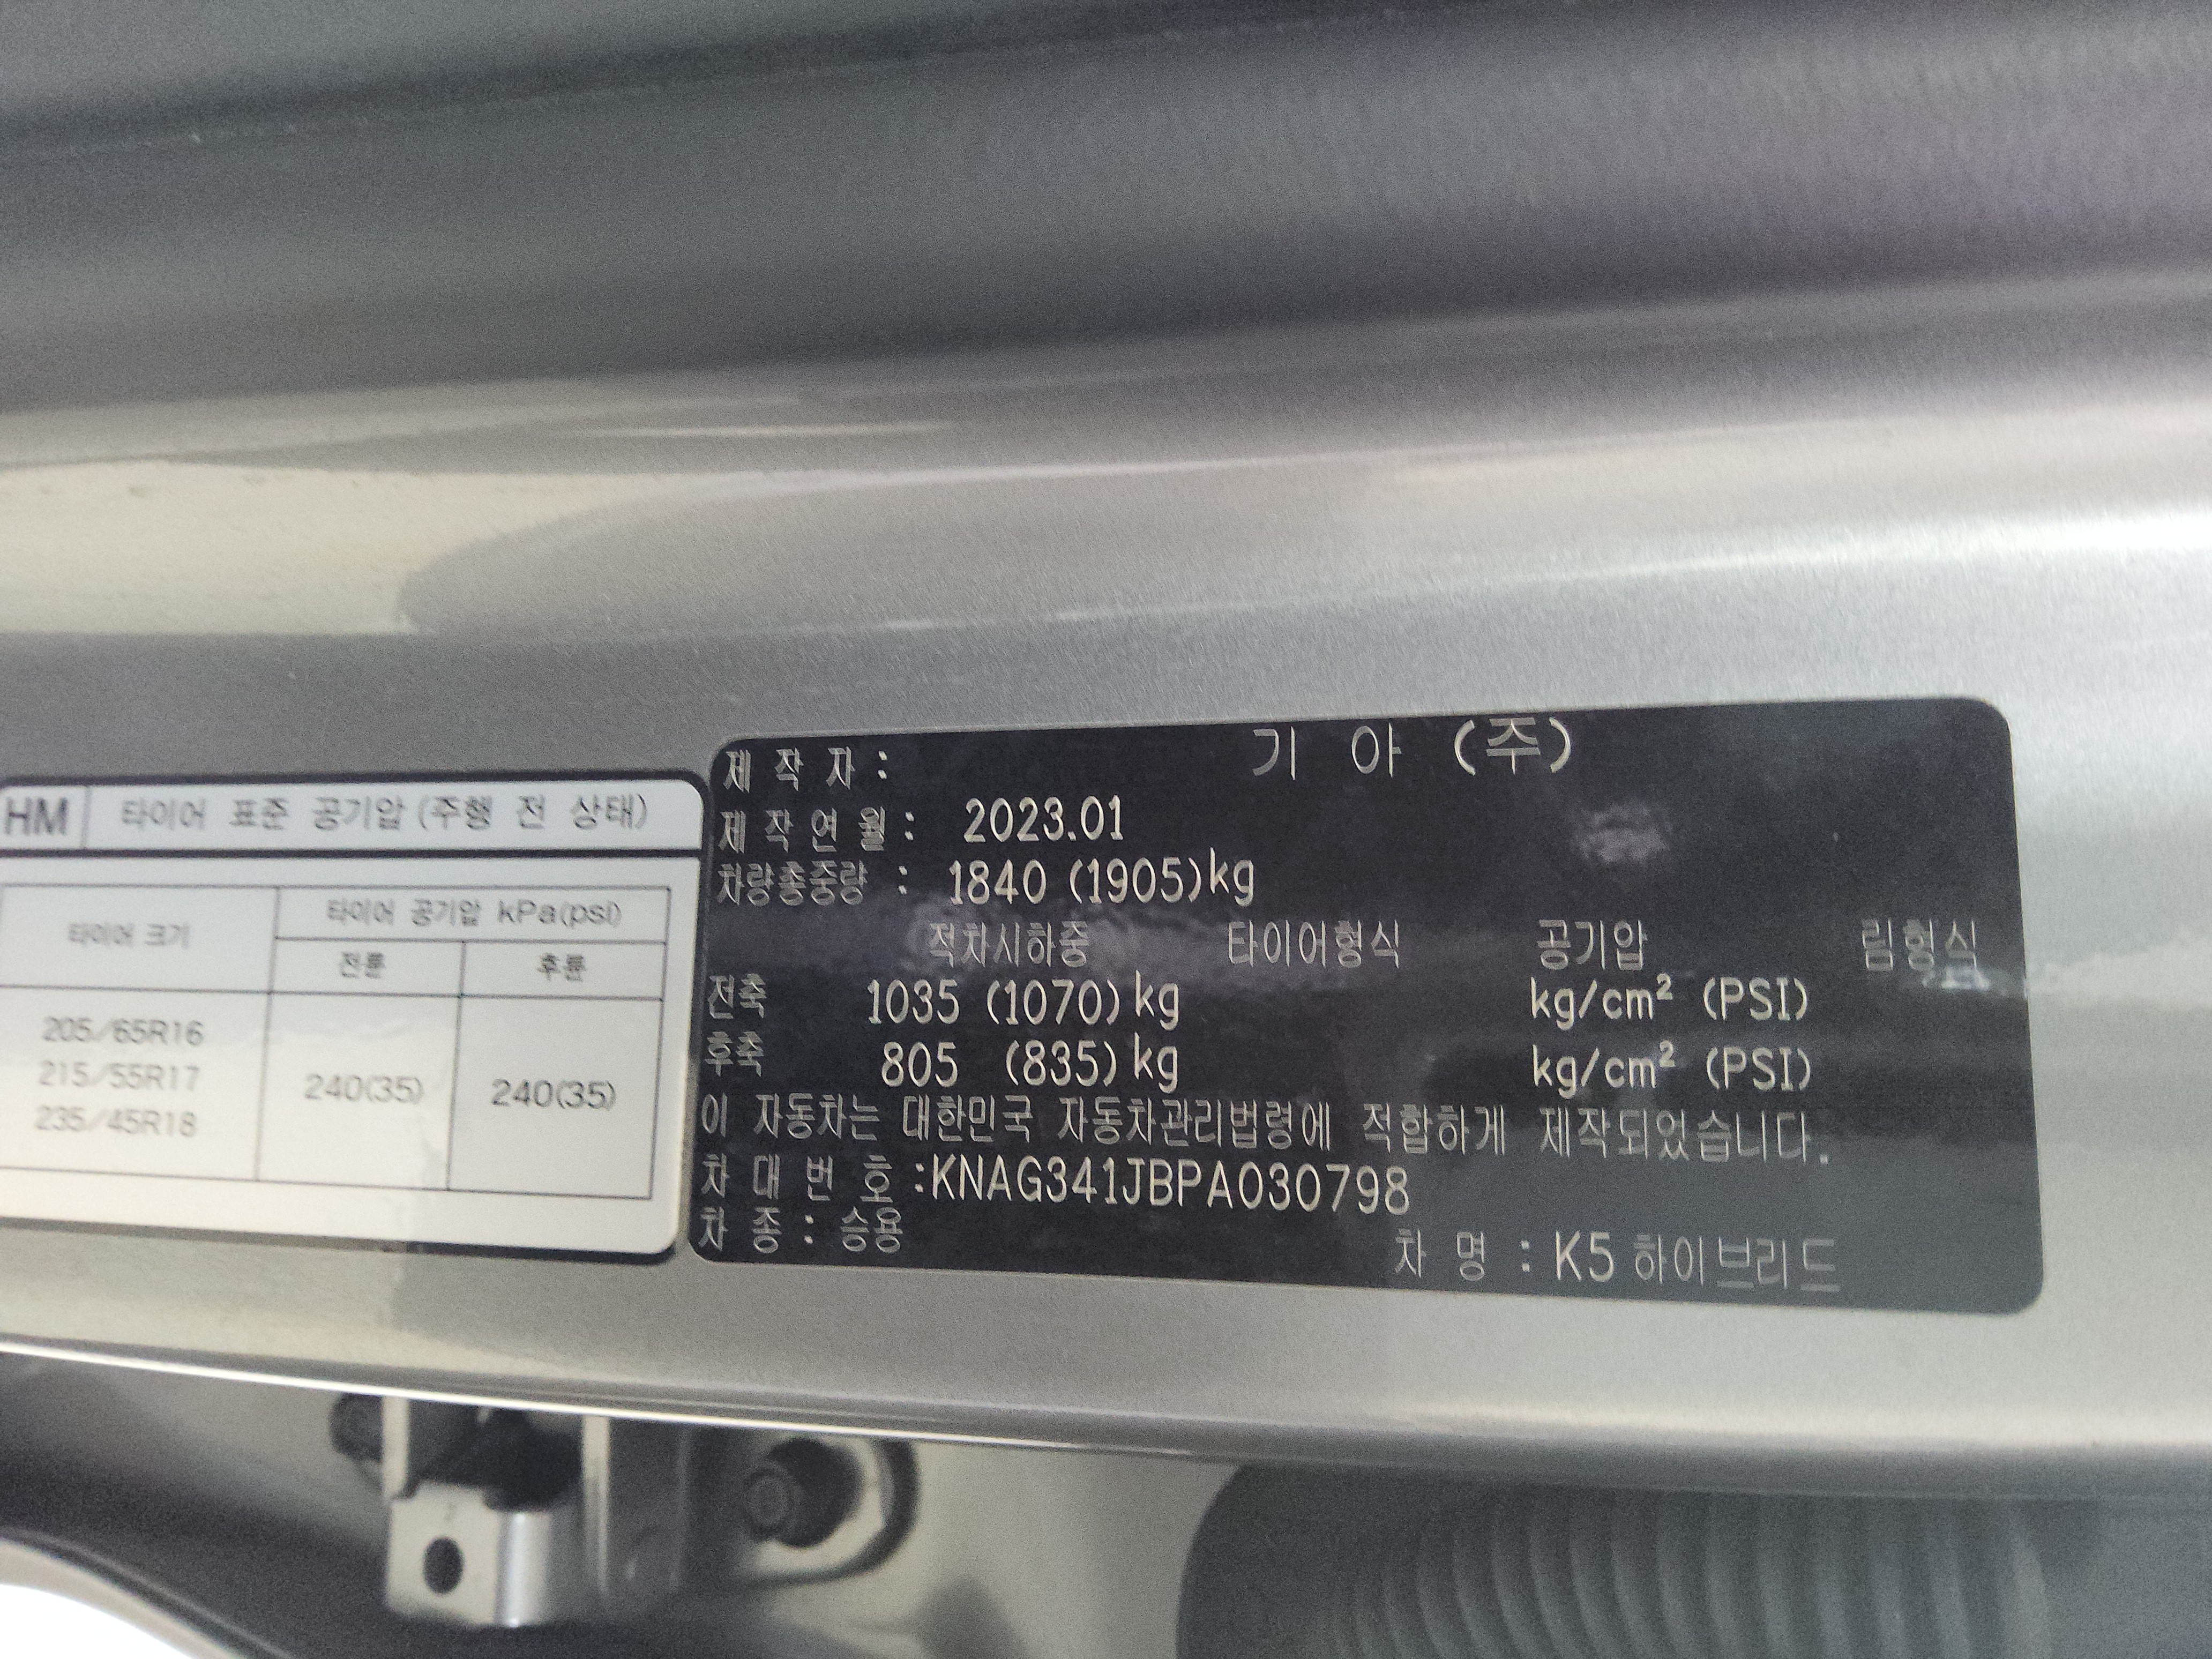 HM 타이어 표준 공기압 (주행 전 상태)
타이어 크기 타이어 공기압 kPa(psi)
전륜 후륜
205/65R16
215/55R17
235/45R18
240(35) 240(35)
제 작 자 : 기 아 (주)
제 작 연 월 : 2023.01
차량총중량 : 1840 (1905)kg
적차시하중 타이어형식 공기압 림형식
전축 1035 (1070)kg kg/cm² (PSI)
후축 805 (835)kg kg/cm² (PSI)
이 자동차는 대한민국 자동차관리법령에 적합하게 제작되었습니다.
차 대 번 호 :KNAG341JBPA030798
차 종 : 승용
차 명 : K5 하이브리드